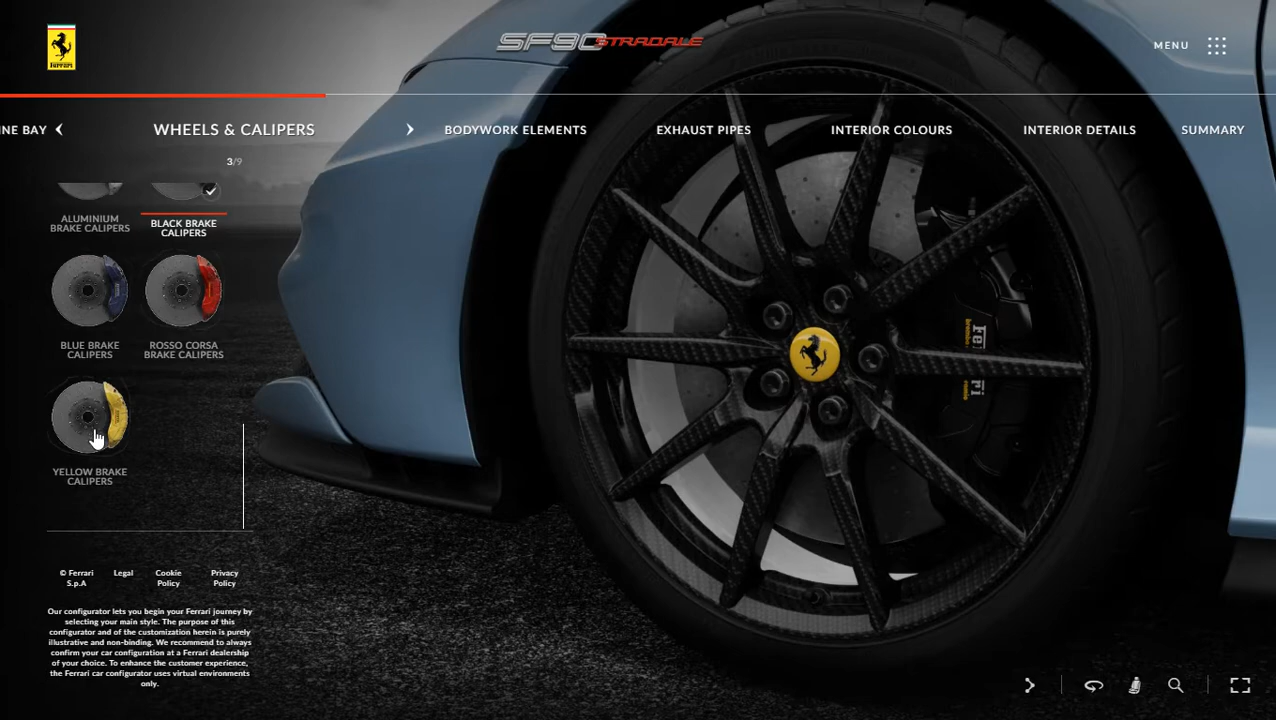 Ferrari
SF90 STRADALE
MENU
INE BAY
WHEELS & CALIPERS
BODYWORK ELEMENTS
EXHAUST PIPES
INTERIOR COLOURS
INTERIOR DETAILS
SUMMARY
3/9
ALUMINIUM
BRAKE CALIPERS
BLACK BRAKE
CALIPERS
BLUE BRAKE
CALIPERS
ROSSO CORSA
BRAKE CALIPERS
YELLOW BRAKE
CALIPERS
© Ferrari
S.p.A
Legal
Cookie
Policy
Privacy
Policy
Our configurator lets you begin your Ferrari journey by
selecting your main style. The purpose of this
configurator and of the customization herein is purely
illustrative and non-binding. We recommend to always
confirm your car configuration at a Ferrari dealership
of your choice. To enhance the customer experience,
the Ferrari car configurator uses virtual environments
only.